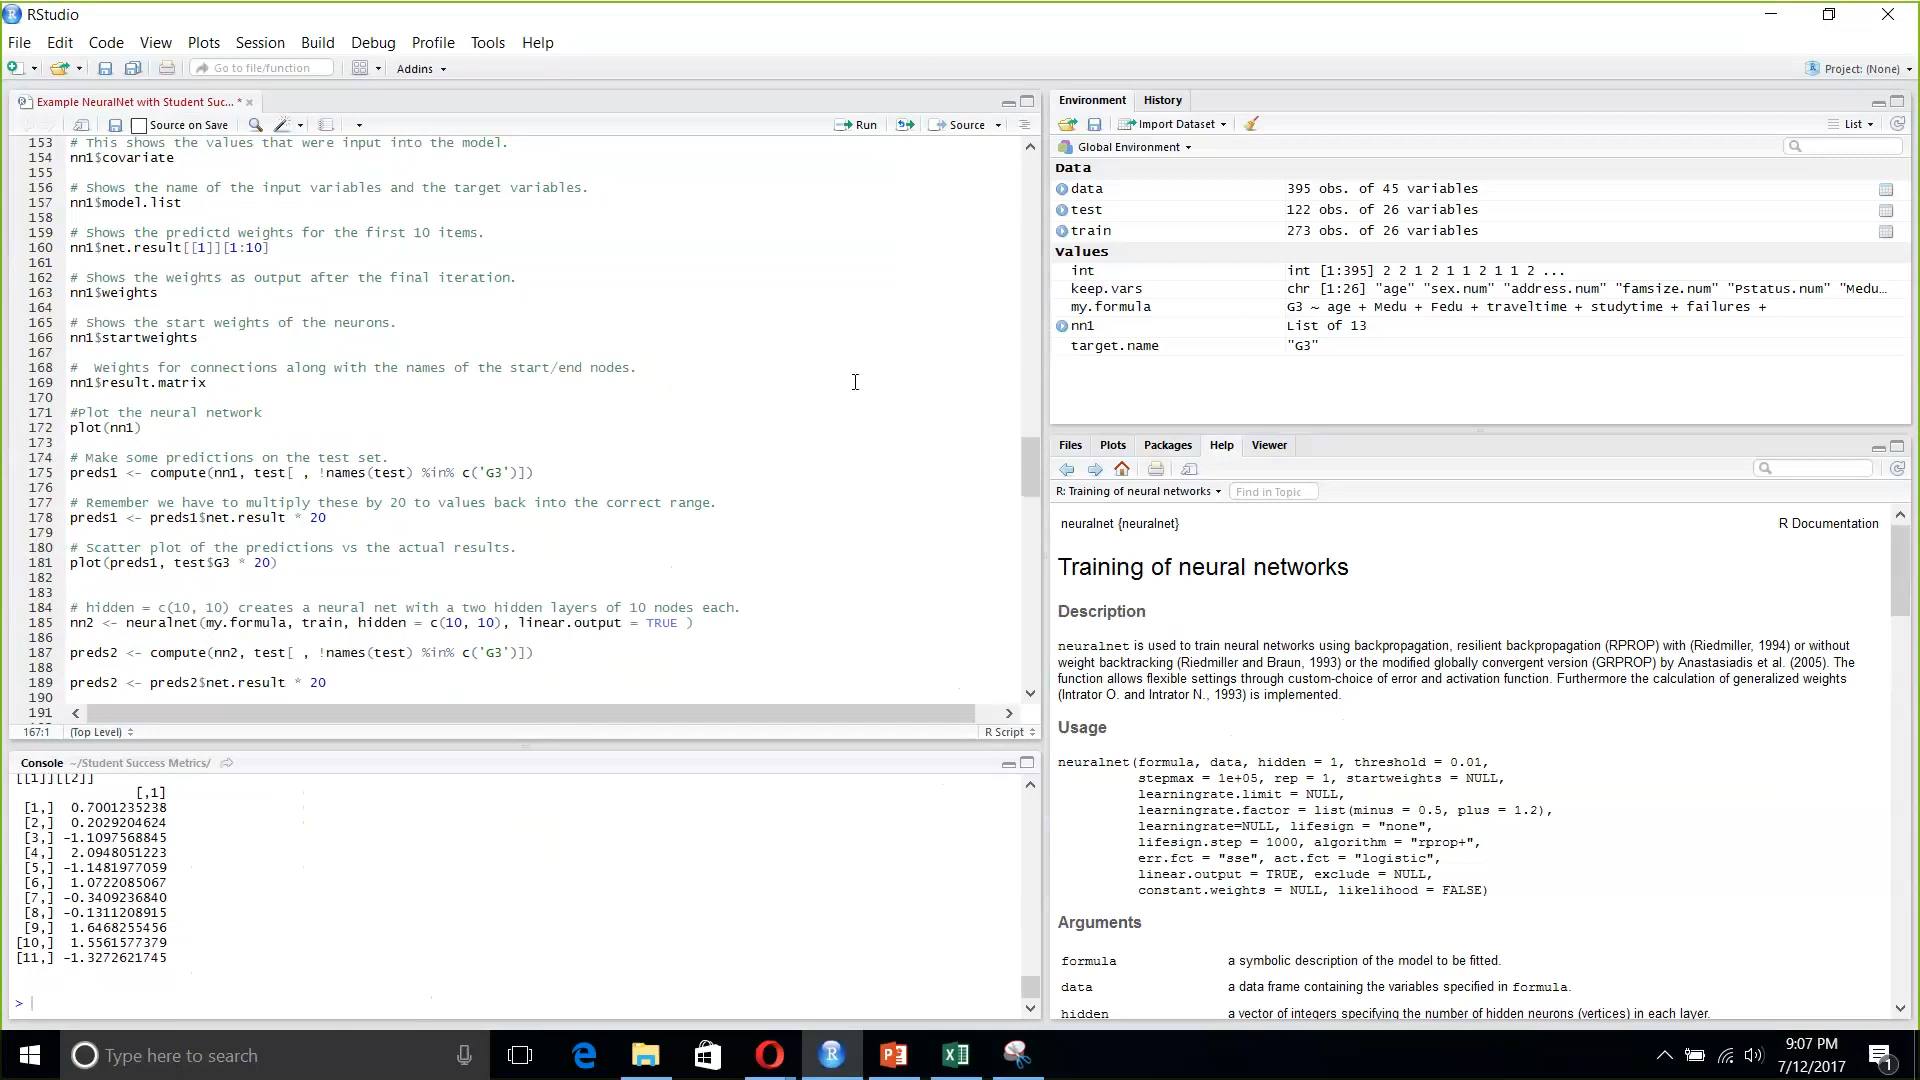 RStudio
File Edit Code View Plots Session Build Debug Profile Tools Help
Go to file/function Addins Project: (None)
Example NeuralNet with Student Suc... *
Source on Save Run Source
153 # This shows the values that were input into the model.
154 nn1$covariate
155
156 # Shows the name of the input variables and the target variables.
157 nn1$model.list
158
159 # Shows the predictd weights for the first 10 items.
160 nn1$net.result[[1]][1:10]
161
162 # Shows the weights as output after the final iteration.
163 nn1$weights
164
165 # Shows the start weights of the neurons.
166 nn1$startweights
167
168 #  Weights for connections along with the names of the start/end nodes.
169 nn1$result.matrix
170
171 #Plot the neural network
172 plot(nn1)
173
174 # Make some predictions on the test set.
175 preds1 <- compute(nn1, test[ , !names(test) %in% c('G3')])
176
177 # Remember we have to multiply these by 20 to values back into the correct range.
178 preds1 <- preds1$net.result * 20
179
180 # Scatter plot of the predictions vs the actual results.
181 plot(preds1, test$G3 * 20)
182
183
184 # hidden = c(10, 10) creates a neural net with a two hidden layers of 10 nodes each.
185 nn2 <- neuralnet(my.formula, train, hidden = c(10, 10), linear.output = TRUE )
186
187 preds2 <- compute(nn2, test[ , !names(test) %in% c('G3')])
188
189 preds2 <- preds2$net.result * 20
190
191
167:1 (Top Level) R Script
Console ~/Student Success Metrics/
[[1]][[2]]
[,1]
[1,] 0.7001235238
[2,] 0.2029204624
[3,] -1.1097568845
[4,] 2.0948051223
[5,] -1.1481977059
[6,] 1.0722085067
[7,] -0.3409236840
[8,] -0.1311208915
[9,] 1.6468255456
[10,] 1.5561577379
[11,] -1.3272621745
>
Environment History
Import Dataset List
Global Environment
Data
data 395 obs. of 45 variables
test 122 obs. of 26 variables
train 273 obs. of 26 variables
Values
int int [1:395] 2 2 1 2 1 1 2 1 1 2 ...
keep.vars chr [1:26] "age" "sex.num" "address.num" "famsize.num" "Pstatus.num" "Medu...
my.formula G3 ~ age + Medu + Fedu + traveltime + studytime + failures +
nn1 List of 13
target.name "G3"
Files Plots Packages Help Viewer
R: Training of neural networks Find in Topic
neuralnet {neuralnet} R Documentation
Training of neural networks
Description
neuralnet is used to train neural networks using backpropagation, resilient backpropagation (RPROP) with (Riedmiller, 1994) or without
weight backtracking (Riedmiller and Braun, 1993) or the modified globally convergent version (GRPROP) by Anastasiadis et al. (2005). The
function allows flexible settings through custom-choice of error and activation function. Furthermore the calculation of generalized weights
(Intrator O. and Intrator N., 1993) is implemented.
Usage
neuralnet(formula, data, hidden = 1, threshold = 0.01,
stepmax = 1e+05, rep = 1, startweights = NULL,
learningrate.limit = NULL,
learningrate.factor = list(minus = 0.5, plus = 1.2),
learningrate=NULL, lifesign = "none",
lifesign.step = 1000, algorithm = "rprop+",
err.fct = "sse", act.fct = "logistic",
linear.output = TRUE, exclude = NULL,
constant.weights = NULL, likelihood = FALSE)
Arguments
formula a symbolic description of the model to be fitted.
data a data frame containing the variables specified in formula.
hidden a vector of integers specifying the number of hidden neurons (vertices) in each layer.
Type here to search
9:07 PM
7/12/2017
1